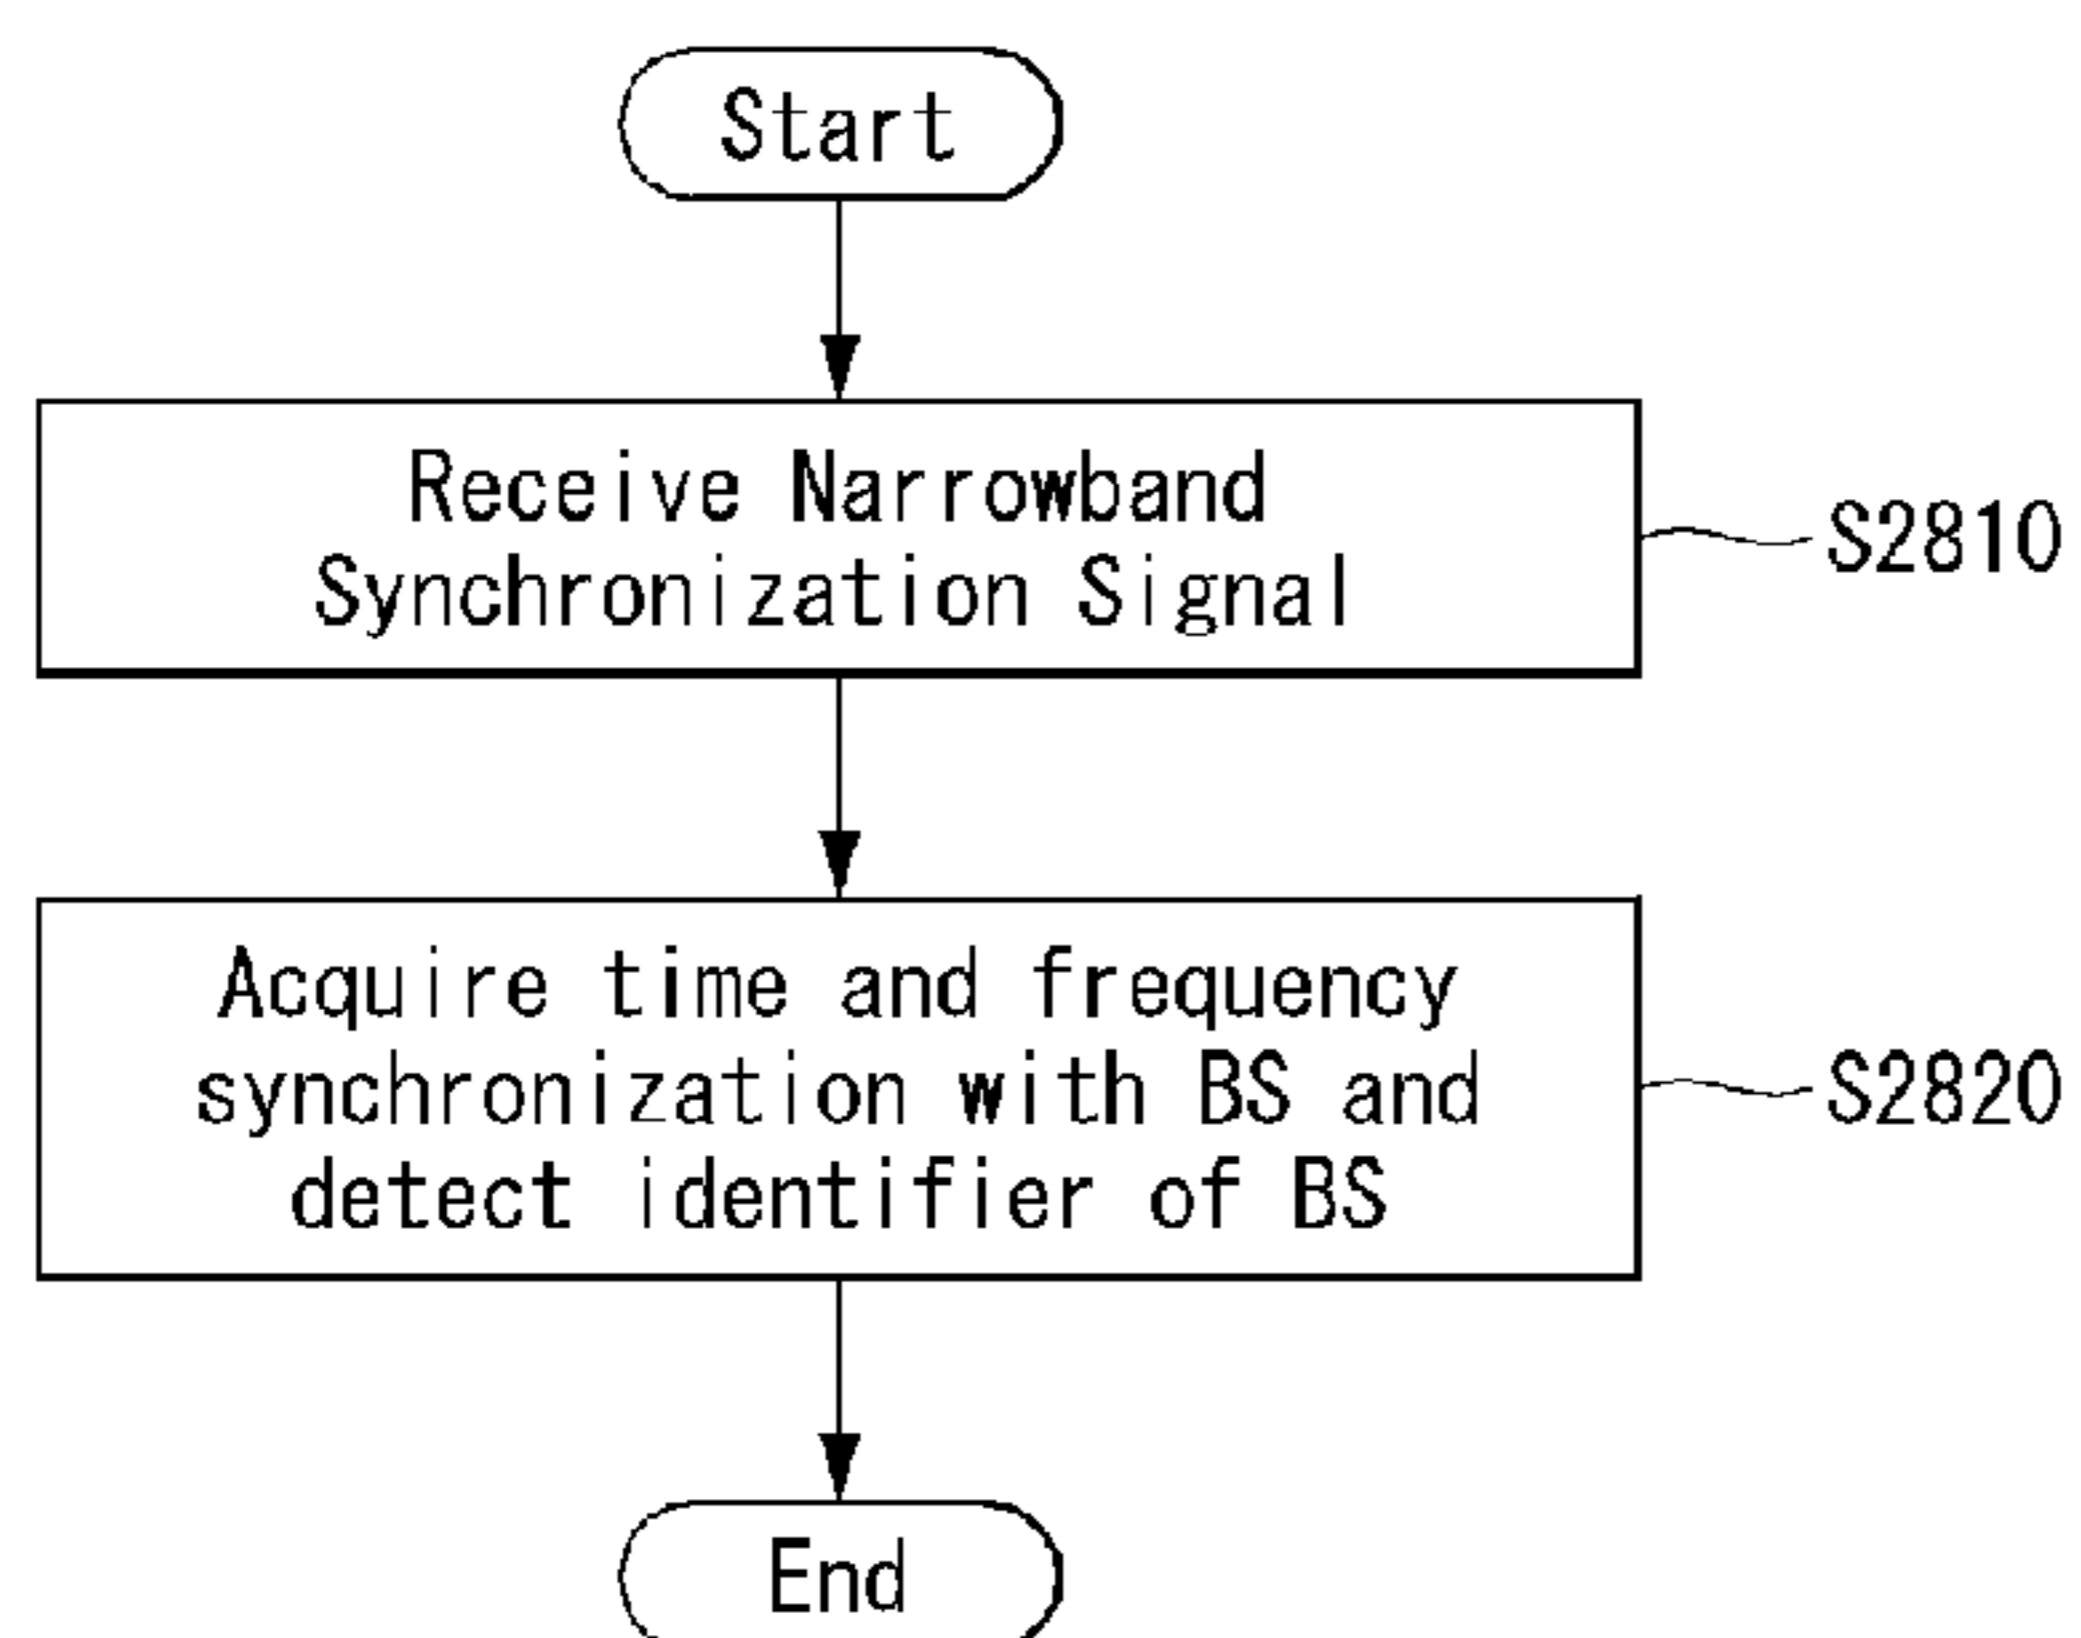 Start
Receive Narrowband
Synchronization Signal
S2810
Acquire time and frequency
synchronization with BS and
detect identifier of BS
S2820
End